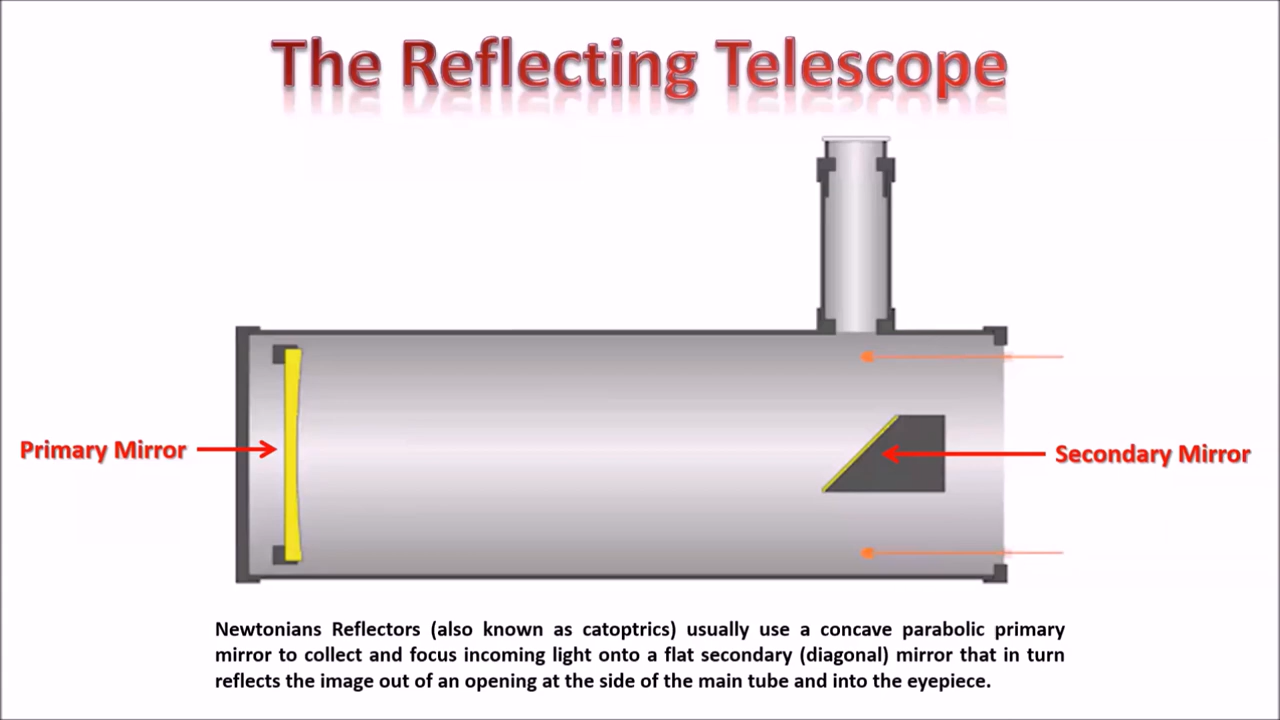 The Reflecting Telescope
Primary Mirror
Secondary Mirror
Newtonians Reflectors (also known as catoptrics) usually use a concave parabolic primary
mirror to collect and focus incoming light onto a flat secondary (diagonal) mirror that in turn
reflects the image out of an opening at the side of the main tube and into the eyepiece.